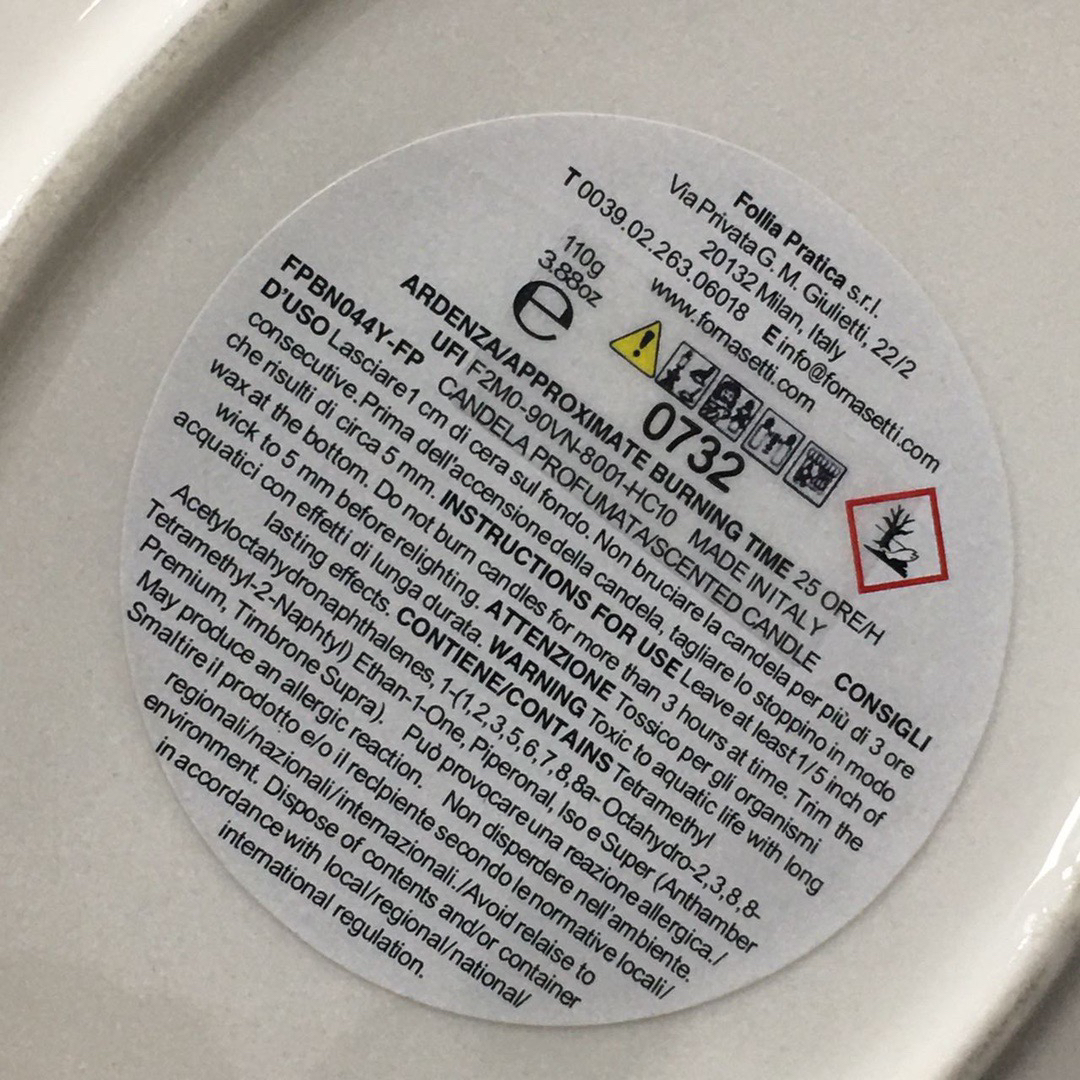 Follia Pratica s.r.l.
Via Privata G. M. Giulietti, 22/2
20132 Milan, Italy
T 0039.02.263.06018 E info@fornasetti.com
www.fornasetti.com
110g
3.88oz
e
0732
ARDENZA/APPROXIMATE BURNING TIME 25 ORE/H
UFI F2M0-90VN-8001-HC10 MADE IN ITALY
FPBN044Y-FP CANDELA PROFUMATA/SCENTED CANDLE CONSIGLI
D'USO Lasciare 1 cm di cera sul fondo. Non bruciare la candela per più di 3 ore
consecutive. Prima dell'accensione della candela, tagliare lo stoppino in modo
che risulti di circa 5 mm. INSTRUCTIONS FOR USE Leave at least 1/5 inch of
wax at the bottom. Do not burn candles for more than 3 hours at time. Trim the
wick to 5 mm before relighting. ATTENZIONE Tossico per gli organismi
acquatici con effetti di lunga durata. WARNING Toxic to aquatic life with long
lasting effects. CONTIENE/CONTAINS Tetramethyl
Acetyloctahydronaphthalenes, 1-(1,2,3,5,6,7,8,8a- Octahydro-2,3,8,8-
Tetramethyl-2-Naphtyl) Ethan-1-One, Piperonal, Iso e Super (Anthamber
Premium, Timbrone Supra). Può provocare una reazione allergica./
May produce an allergic reaction. Non disperdere nell'ambiente.
Smaltire il prodotto e/o il recipiente secondo le normative locali/
regionali/nazionali/internazionali./Avoid relaise to
environment. Dispose of contents and/or container
in accordance with local/regional/national/
international regulation.